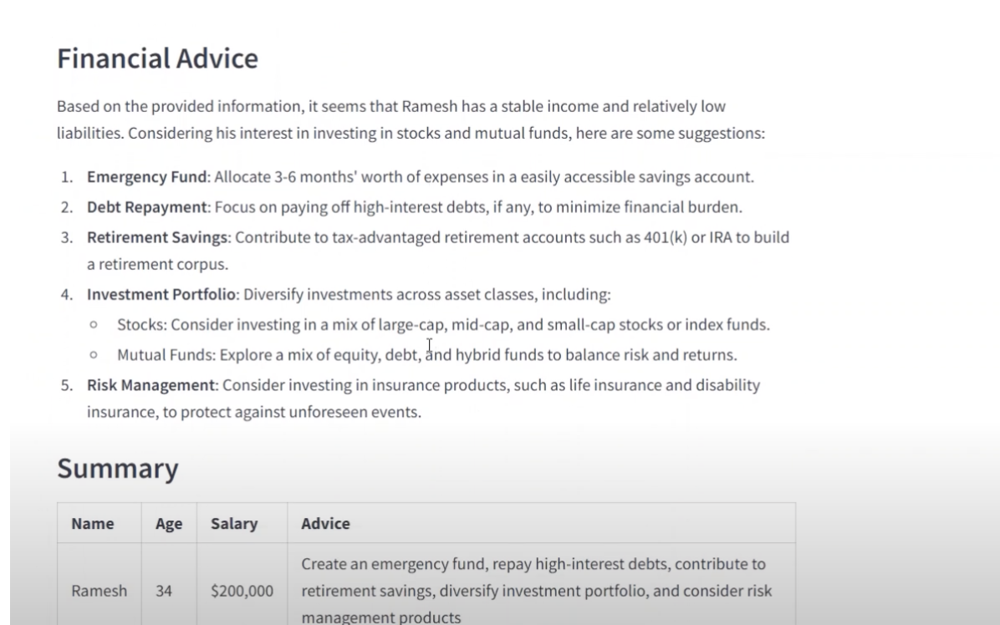 Financial Advice
Based on the provided information, it seems that Ramesh has a stable income and relatively low
liabilities. Considering his interest in investing in stocks and mutual funds, here are some suggestions:
1. Emergency Fund: Allocate 3-6 months' worth of expenses in a easily accessible savings account.
2. Debt Repayment: Focus on paying off high-interest debts, if any, to minimize financial burden.
3. Retirement Savings: Contribute to tax-advantaged retirement accounts such as 401(k) or IRA to build
a retirement corpus.
4. Investment Portfolio: Diversify investments across asset classes, including:
Stocks: Consider investing in a mix of large-cap, mid-cap, and small-cap stocks or index funds.
Mutual Funds: Explore a mix of equity, debt, and hybrid funds to balance risk and returns.
5. Risk Management: Consider investing in insurance products, such as life insurance and disability
insurance, to protect against unforeseen events.
Summary
Name Age Salary Advice
Create an emergency fund, repay high-interest debts, contribute to
Ramesh 34 $200,000 retirement savings, diversify investment portfolio, and consider risk
management products